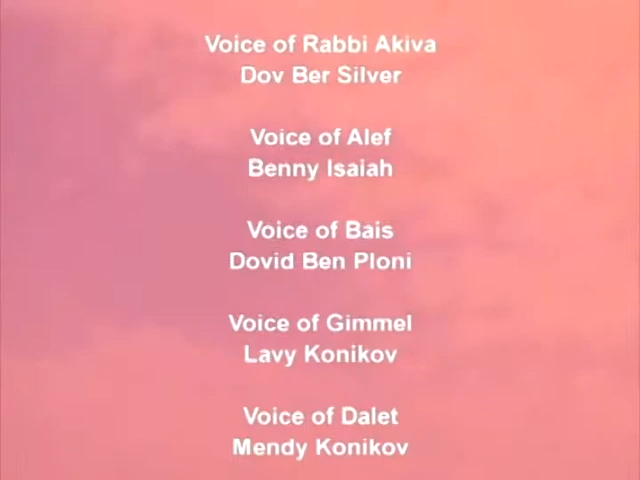 Voice of Rabbi Akiva
Dov Ber Silver
Voice of Alef
Benny Isaiah
Voice of Bais
Dovid Ben Ploni
Voice of Gimmel
Lavy Konikov
Voice of Dalet
Mendy Konikov